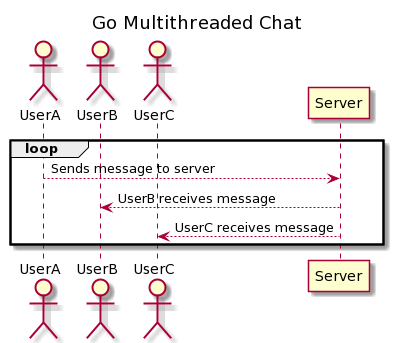 Go Multithreaded Chat
UserA UserB UserC Server
loop
Sends message to server
UserB receives message
UserC receives message
UserA UserB UserC Server